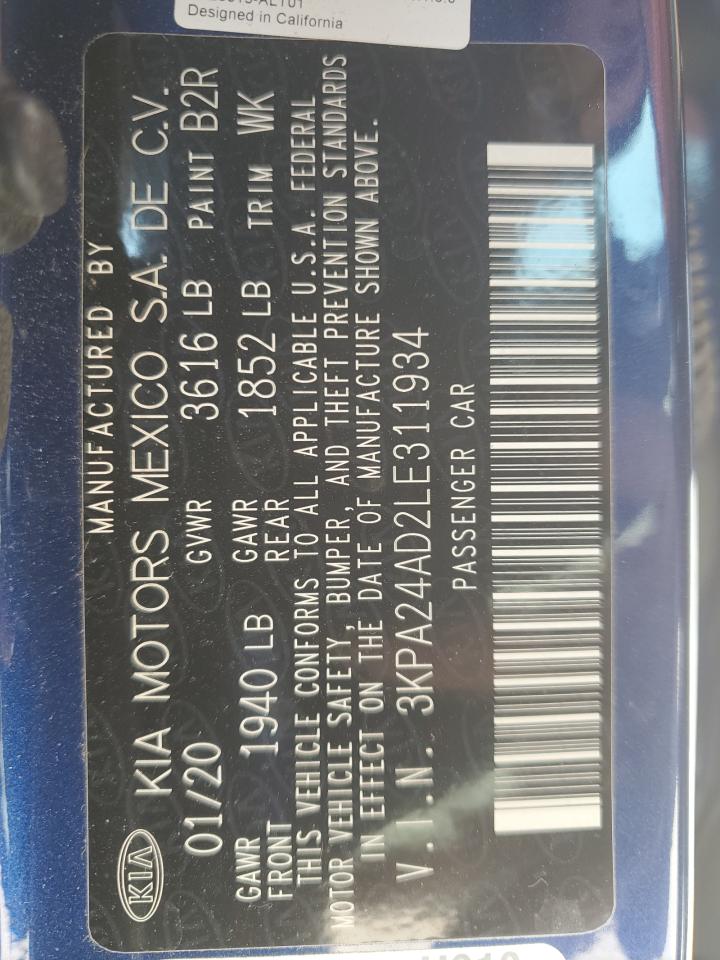 Designed in California
MANUFACTURED BY
KIA KIA MOTORS MEXICO S.A. DE C.V.
01/20 GVWR 3616 LB PAINT B2R
GAWR FRONT 1940 LB GAWR REAR 1852 LB TRIM WK
THIS VEHICLE CONFORMS TO ALL APPLICABLE U.S.A. FEDERAL
MOTOR VEHICLE SAFETY, BUMPER, AND THEFT PREVENTION STANDARDS
IN EFFECT ON THE DATE OF MANUFACTURE SHOWN ABOVE.
V.I.N. 3KPA24AD2LE311934
PASSENGER CAR